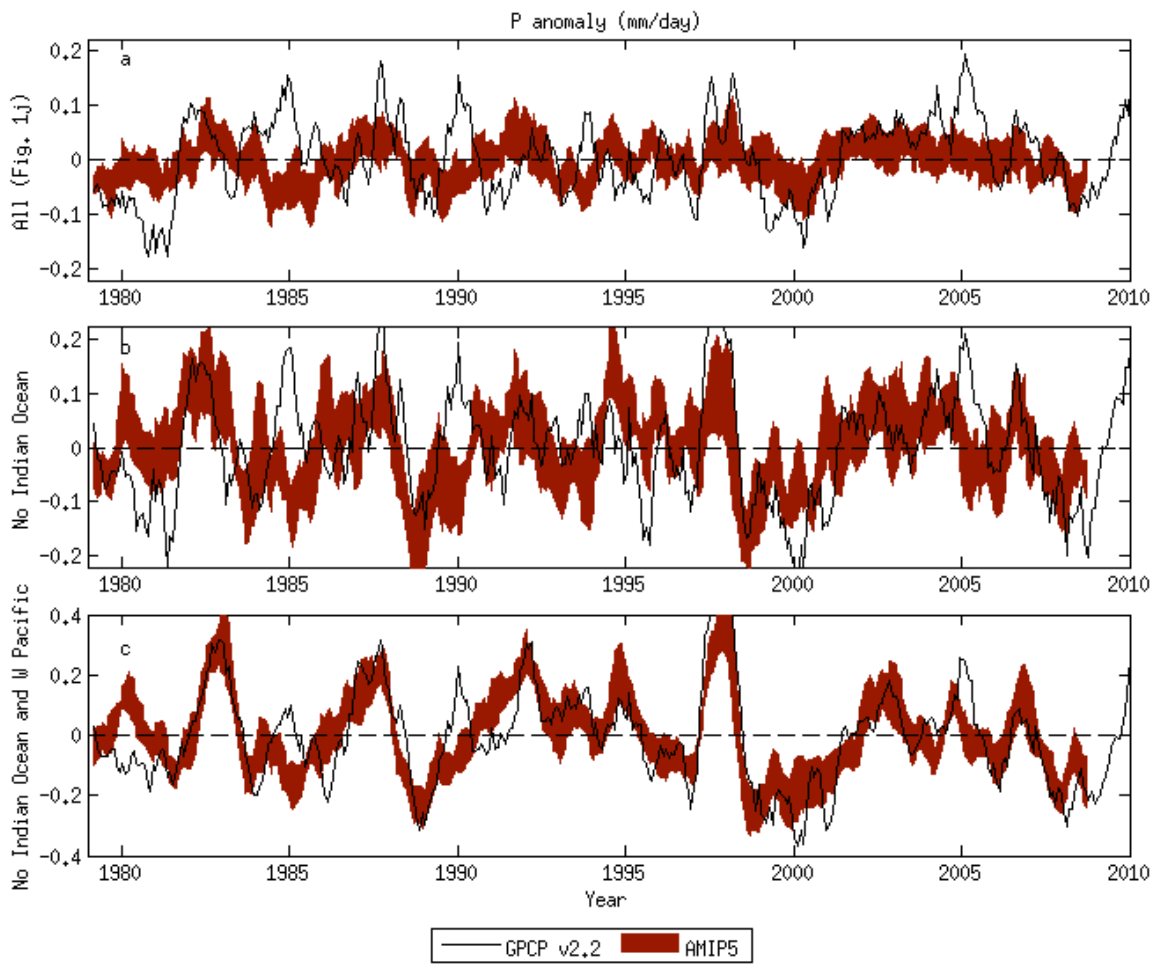 P anomaly (mm/day)
a
All (Fig. 1j)
0.2
0.1
0
-0.1
-0.2
1980 1985 1990 1995 2000 2005 2010
b
No Indian Ocean
0.2
0.1
0
-0.1
-0.2
1980 1985 1990 1995 2000 2005 2010
c
No Indian Ocean and W Pacific
0.4
0.2
0
-0.2
-0.4
1980 1985 1990 1995 2000 2005 2010
Year
GPCP v2.2 AMIP5